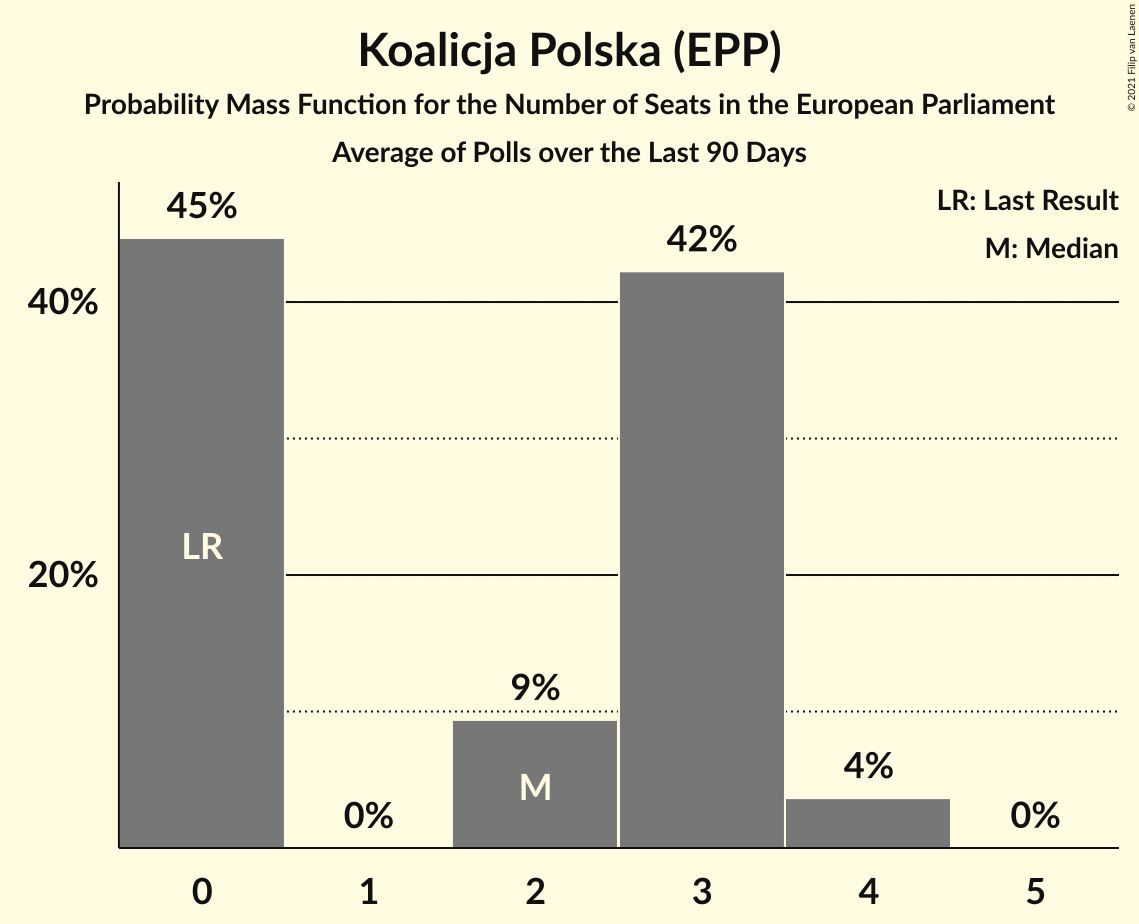 Koalicja Polska (EPP)
Probability Mass Function for the Number of Seats in the European Parliament
Average of Polls over the Last 90 Days
© 2021 Filip van Laenen
LR: Last Result
M: Median
45%
42%
40%
LR
20%
9%
M
4%
0%
0%
0 1 2 3 4 5